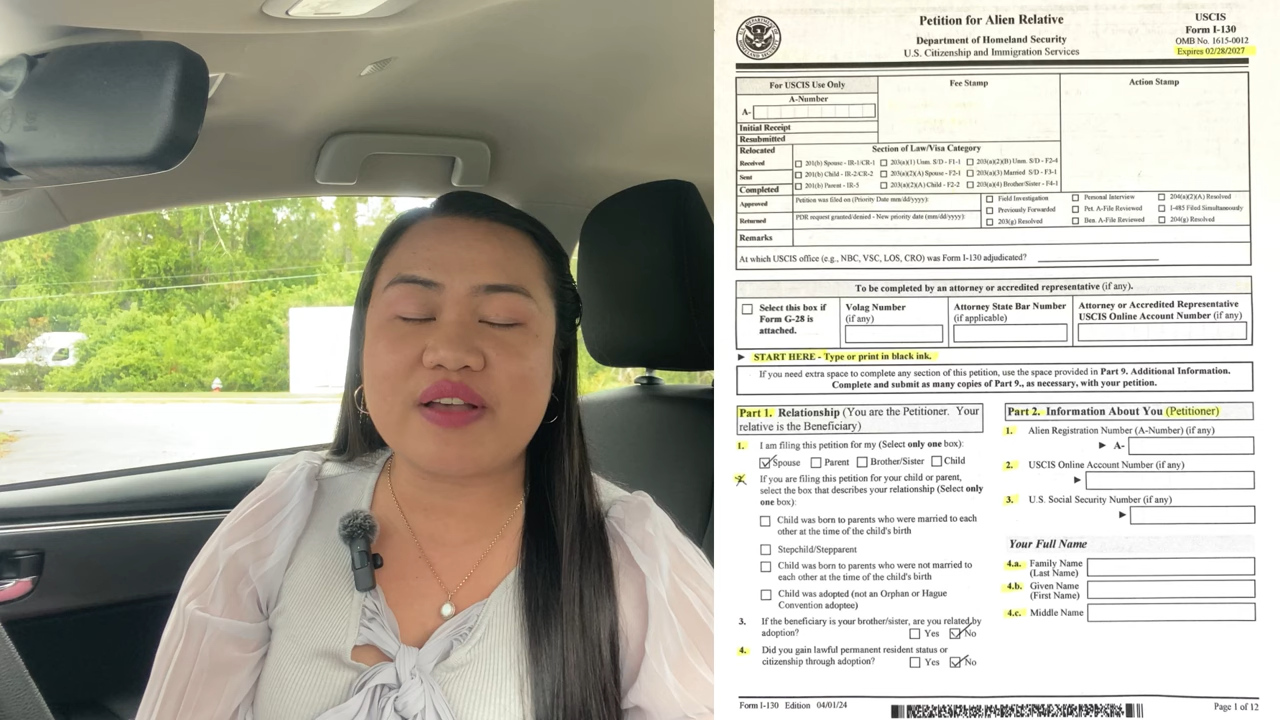 Petition for Alien Relative
Department of Homeland Security
U.S. Citizenship and Immigration Services
USCIS
Form I-130
OMB No. 1615-0012
Expires 02/28/2027
For USCIS Use Only
Fee Stamp
Action Stamp
A-Number
A-
Initial Receipt
Resubmitted
Relocated
Received
Sent
Completed
Approved
Returned
Remarks
Section of Law/Visa Category
201(b) Spouse - IR-1/CR-1
203(a)(1) Unm. S/D - F1-1
203(a)(2)(B) Unm. S/D - F2-4
201(b) Child - IR-2/CR-2
203(a)(2)(A) Spouse - F2-1
203(a)(3) Married S/D - F3-1
201(b) Parent - IR-5
203(a)(2)(A) Child - F2-2
203(a)(4) Brother/Sister - F4-1
Petition was filed on (Priority Date mm/dd/yyyy):
PDR request granted/denied - New priority date (mm/dd/yyyy):
Field Investigation
Personal Interview
204(a)(2)(A) Resolved
Previously Forwarded
Pet. A-File Reviewed
I-485 Filed Simultaneously
203(g) Resolved
Ben. A-File Reviewed
204(g) Resolved
At which USCIS office (e.g., NBC, VSC, LOS, CRO) was Form I-130 adjudicated?
To be completed by an attorney or accredited representative (if any).
Select this box if
Form G-28 is
attached.
Volag Number
(if any)
Attorney State Bar Number
(if applicable)
Attorney or Accredited Representative
USCIS Online Account Number (if any)
START HERE - Type or print in black ink.
If you need extra space to complete any section of this petition, use the space provided in Part 9. Additional Information.
Complete and submit as many copies of Part 9., as necessary, with your petition.
Part 1. Relationship (You are the Petitioner. Your
relative is the Beneficiary)
1. I am filing this petition for my (Select only one box):
Spouse Parent Brother/Sister Child
2. If you are filing this petition for your child or parent,
select the box that describes your relationship (Select only
one box):
Child was born to parents who were married to each
other at the time of the child's birth
Stepchild/Stepparent
Child was born to parents who were not married to
each other at the time of the child's birth
Child was adopted (not an Orphan or Hague
Convention adoptee)
3. If the beneficiary is your brother/sister, are you related by
adoption? Yes No
4. Did you gain lawful permanent resident status or
citizenship through adoption? Yes No
Part 2. Information About You (Petitioner)
1. Alien Registration Number (A-Number) (if any)
A-
2. USCIS Online Account Number (if any)
3. U.S. Social Security Number (if any)
Your Full Name
4.a. Family Name
(Last Name)
4.b. Given Name
(First Name)
4.c. Middle Name
Form I-130 Edition 04/01/24
Page 1 of 12